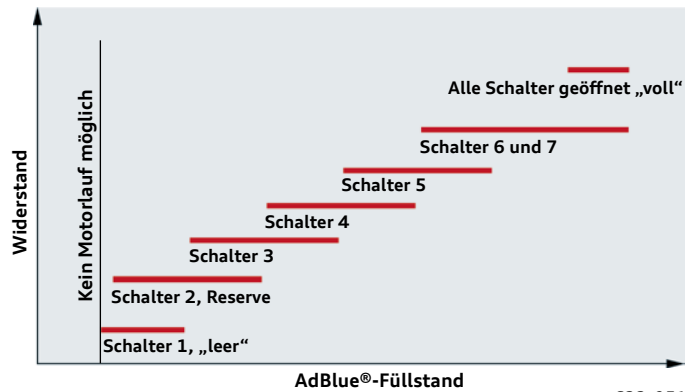 Widerstand
Kein Motorlauf möglich
Alle Schalter geöffnet „voll“
Schalter 6 und 7
Schalter 5
Schalter 4
Schalter 3
Schalter 2, Reserve
Schalter 1, „leer“
AdBlue®-Füllstand